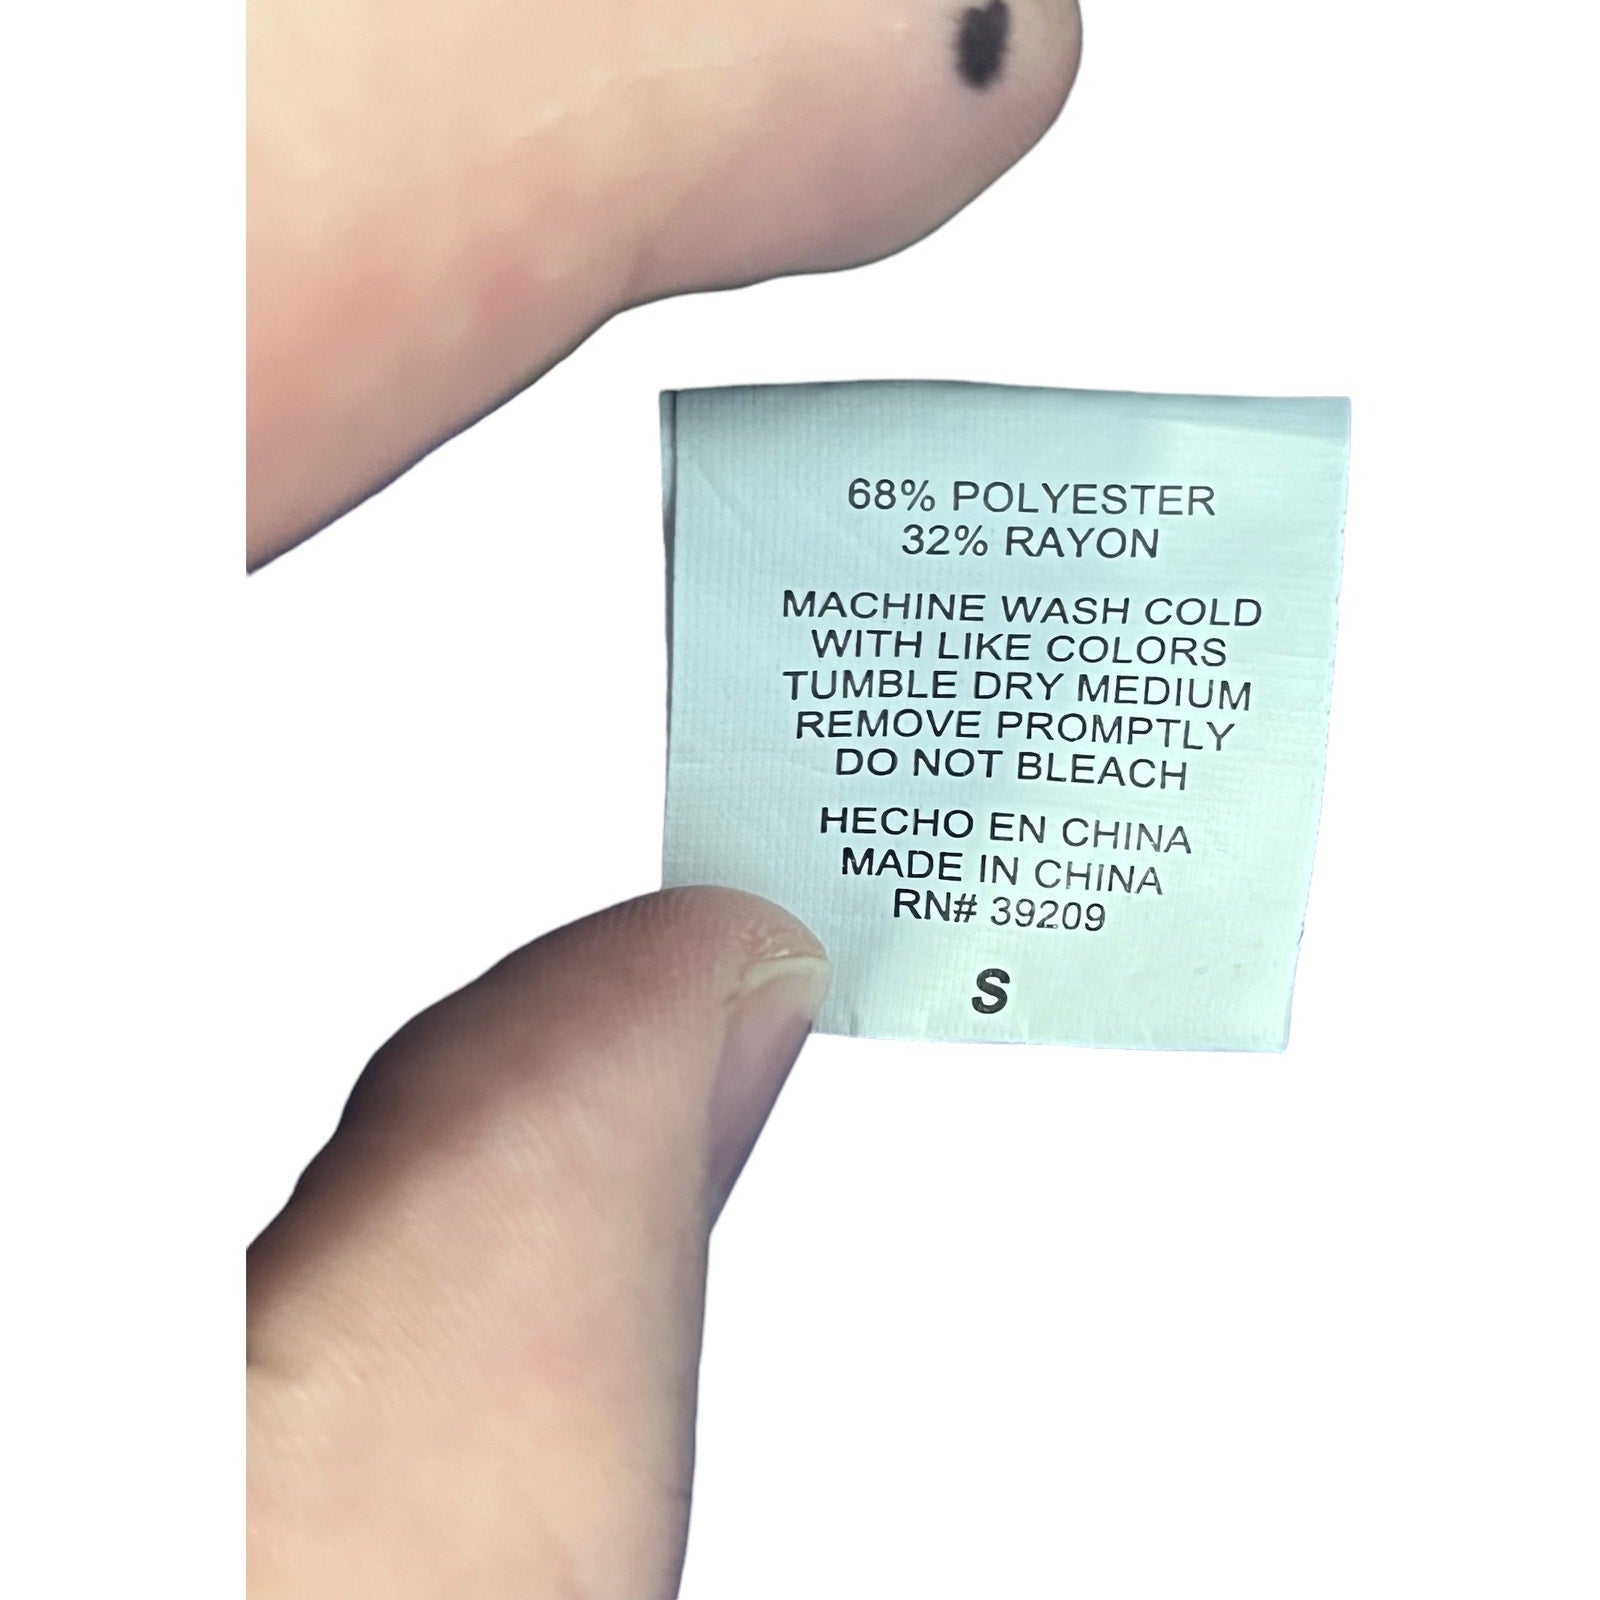 68% POLYESTER
32% RAYON
MACHINE WASH COLD
WITH LIKE COLORS
TUMBLE DRY MEDIUM
REMOVE PROMPTLY
DO NOT BLEACH
HECHO EN CHINA
MADE IN CHINA
RN# 39209
S